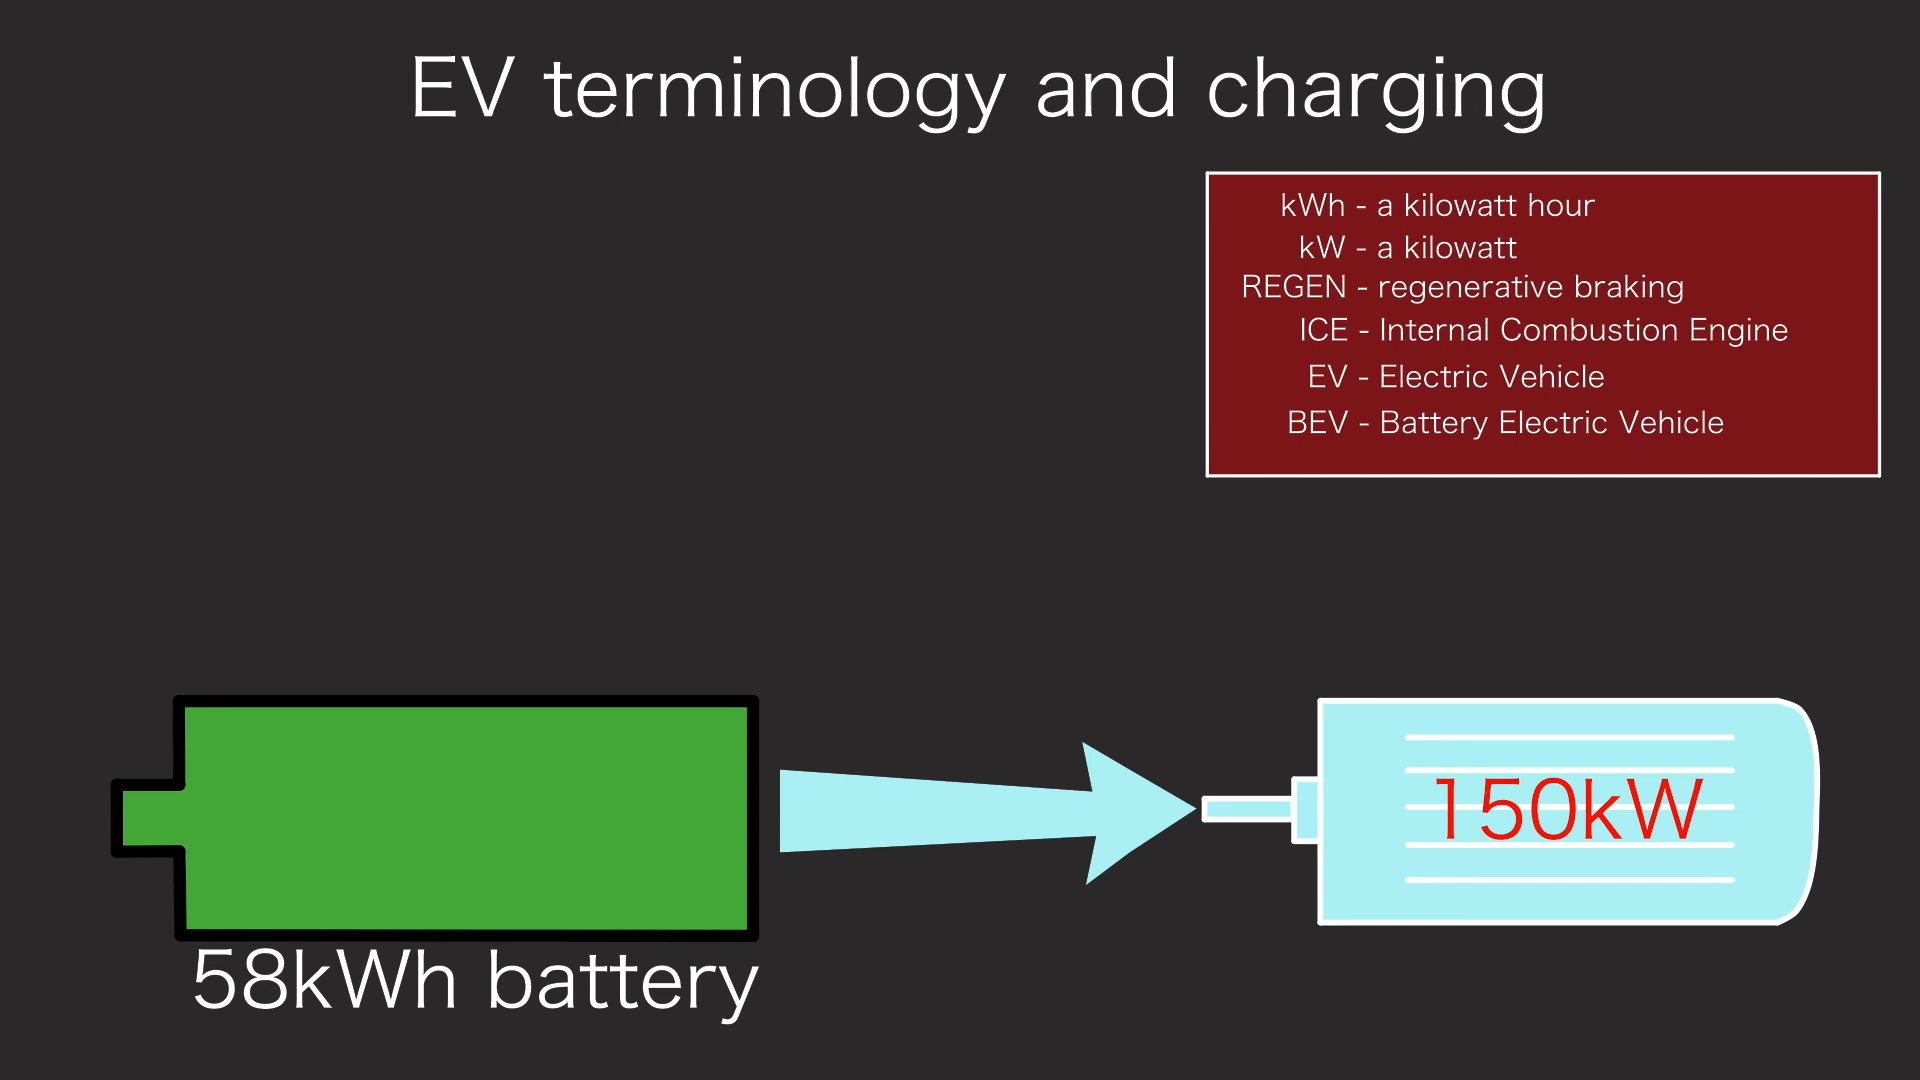 EV terminology and charging
kWh - a kilowatt hour
kW - a kilowatt
REGEN - regenerative braking
ICE - Internal Combustion Engine
EV - Electric Vehicle
BEV - Battery Electric Vehicle
150kW
58kWh battery